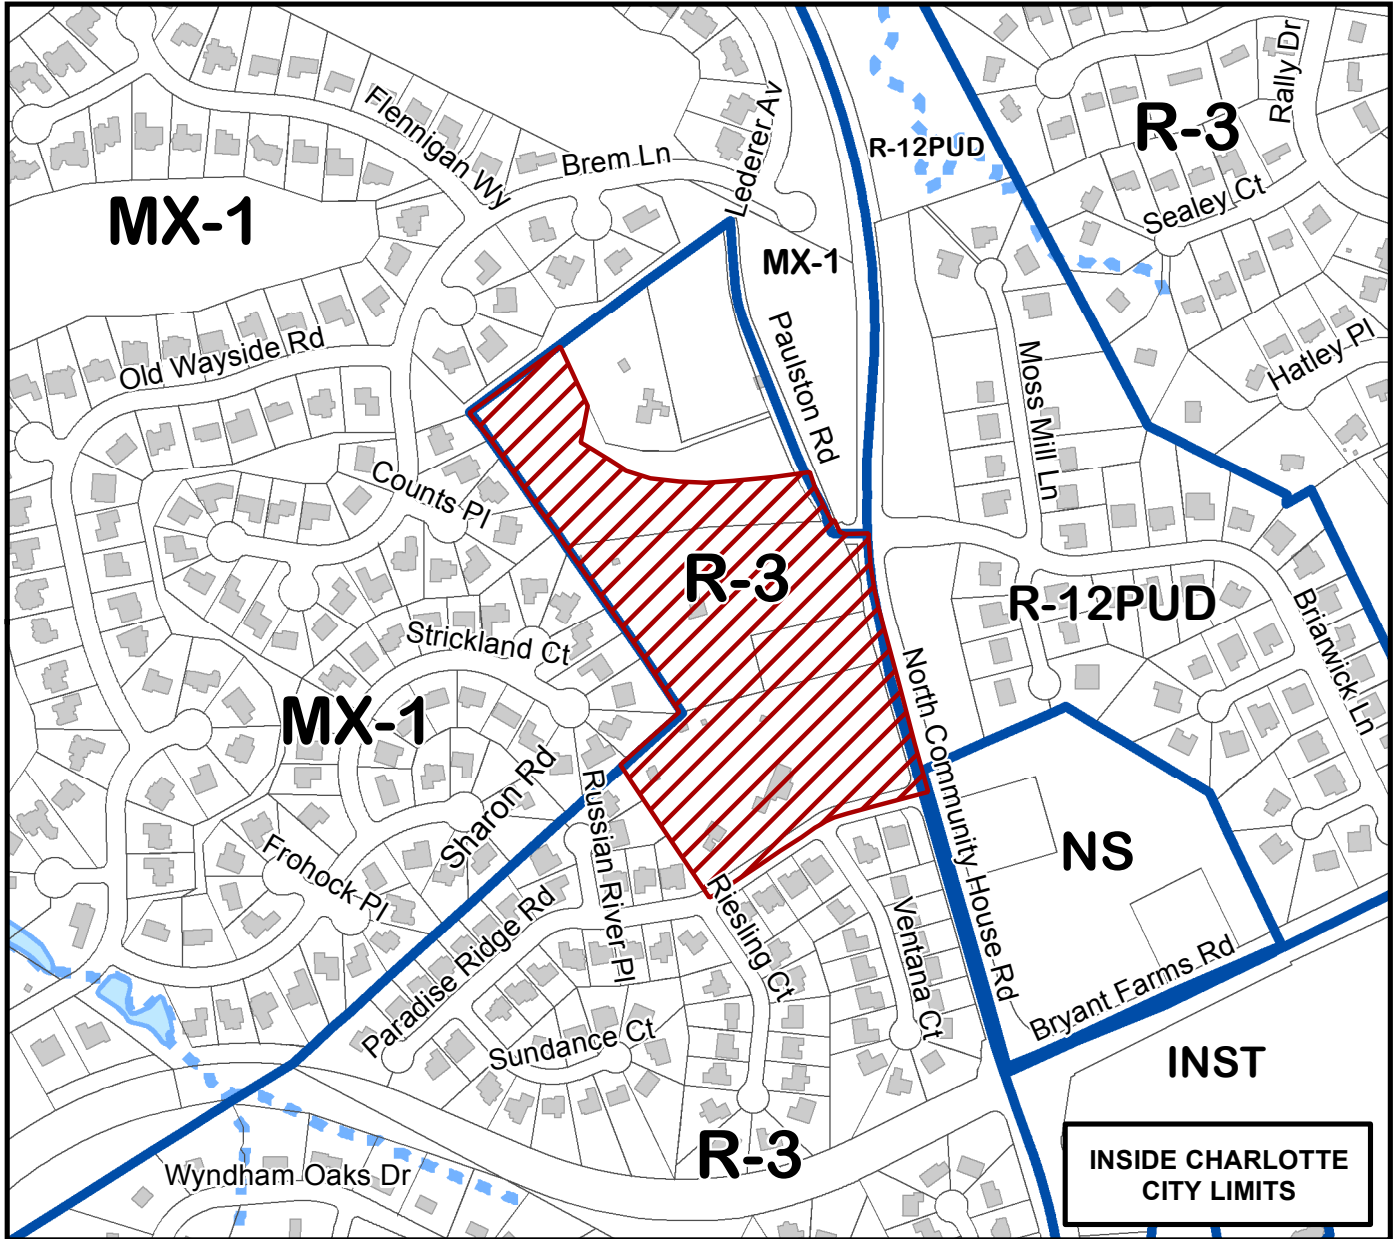 Rally Dr
R-3
Flennigan Wy
Lederer Av
R-12PUD
Brem Ln
Sealey Ct
MX-1
MX-1
Paulston Rd
Old Wayside Rd
Moss Mill Ln
Hatley Pl
Counts Pl
R-3
R-12PUD
Briarwick Ln
Strickland Ct
North Community House Rd
MX-1
Sharon Rd
Russian River Pl
NS
Frohock Pl
Riesling Ct
Ventana Ct
Paradise Ridge Rd
Bryant Farms Rd
Sundance Ct
INST
R-3
Wyndham Oaks Dr
INSIDE CHARLOTTE
CITY LIMITS